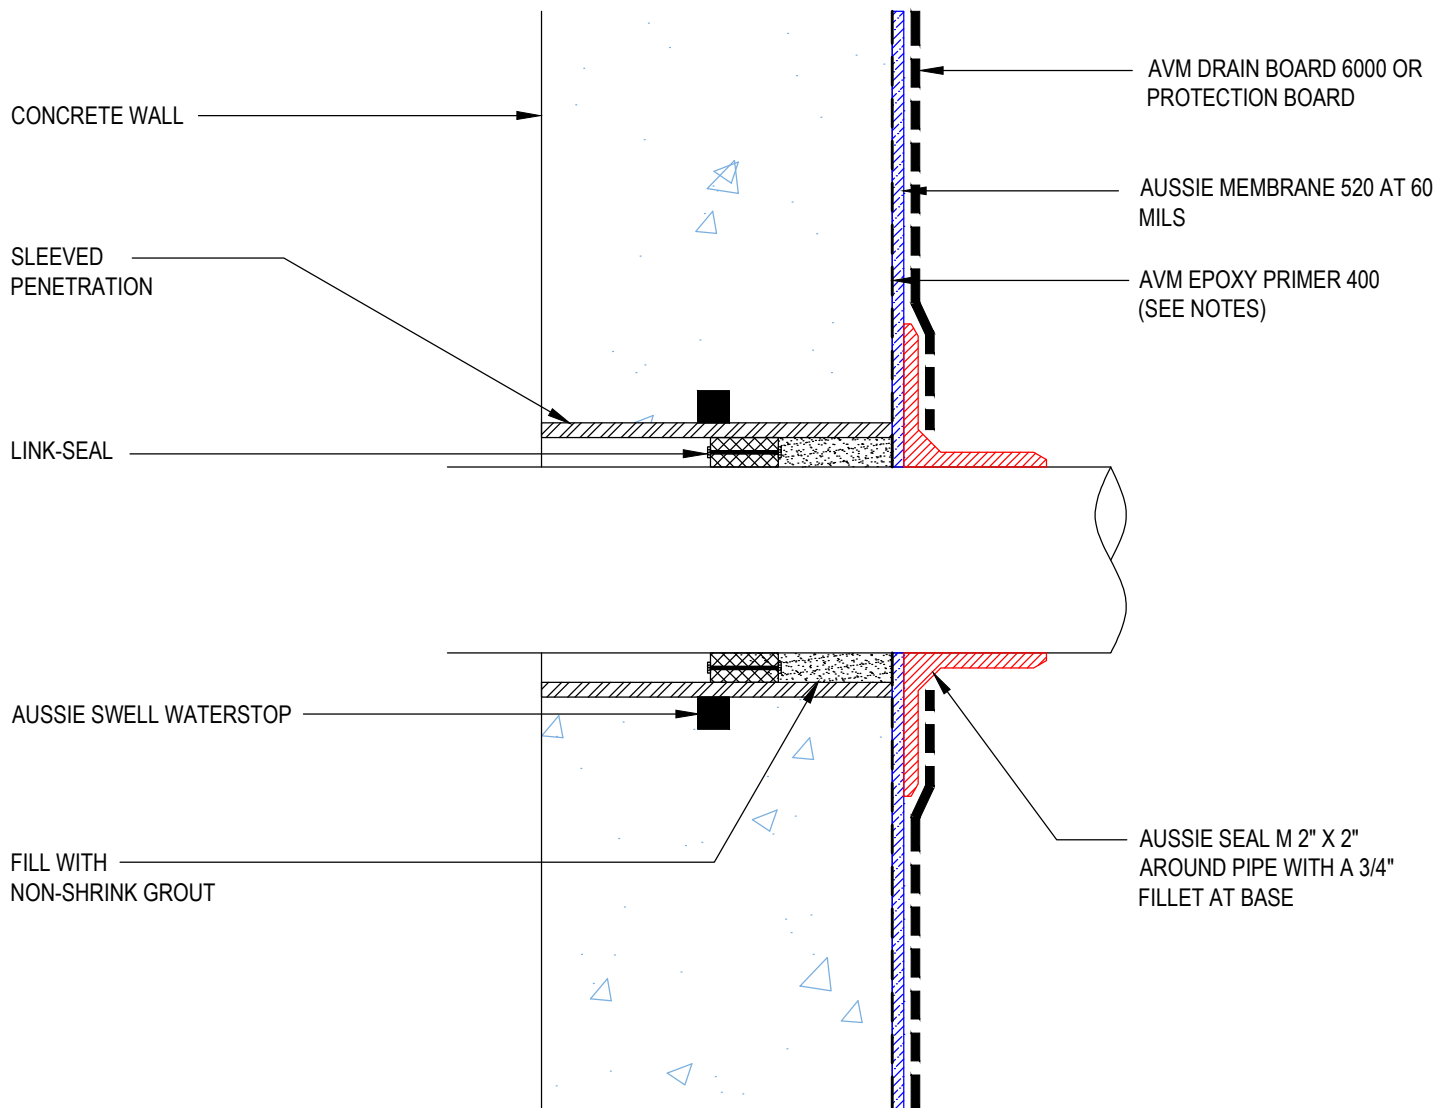 CONCRETE WALL
SLEEVED
PENETRATION
LINK-SEAL
AUSSIE SWELL WATERSTOP
FILL WITH
NON-SHRINK GROUT
AVM DRAIN BOARD 6000 OR
PROTECTION BOARD
AUSSIE MEMBRANE 520 AT 60
MILS
AVM EPOXY PRIMER 400
(SEE NOTES)
AUSSIE SEAL M 2" X 2"
AROUND PIPE WITH A 3/4"
FILLET AT BASE